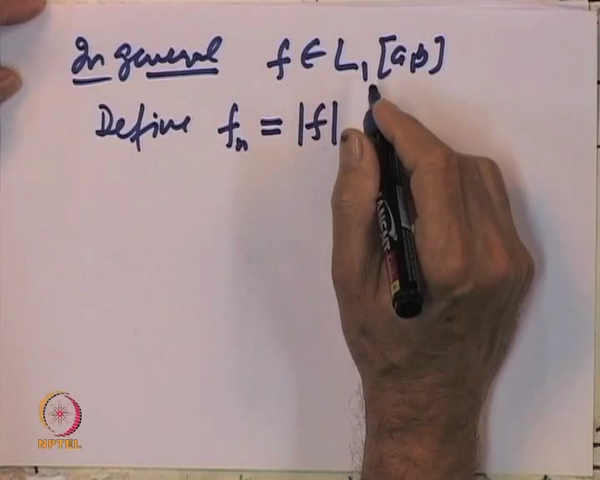 In general f ∈ L₁[a,b]
Define fₙ = |f|
NPTEL